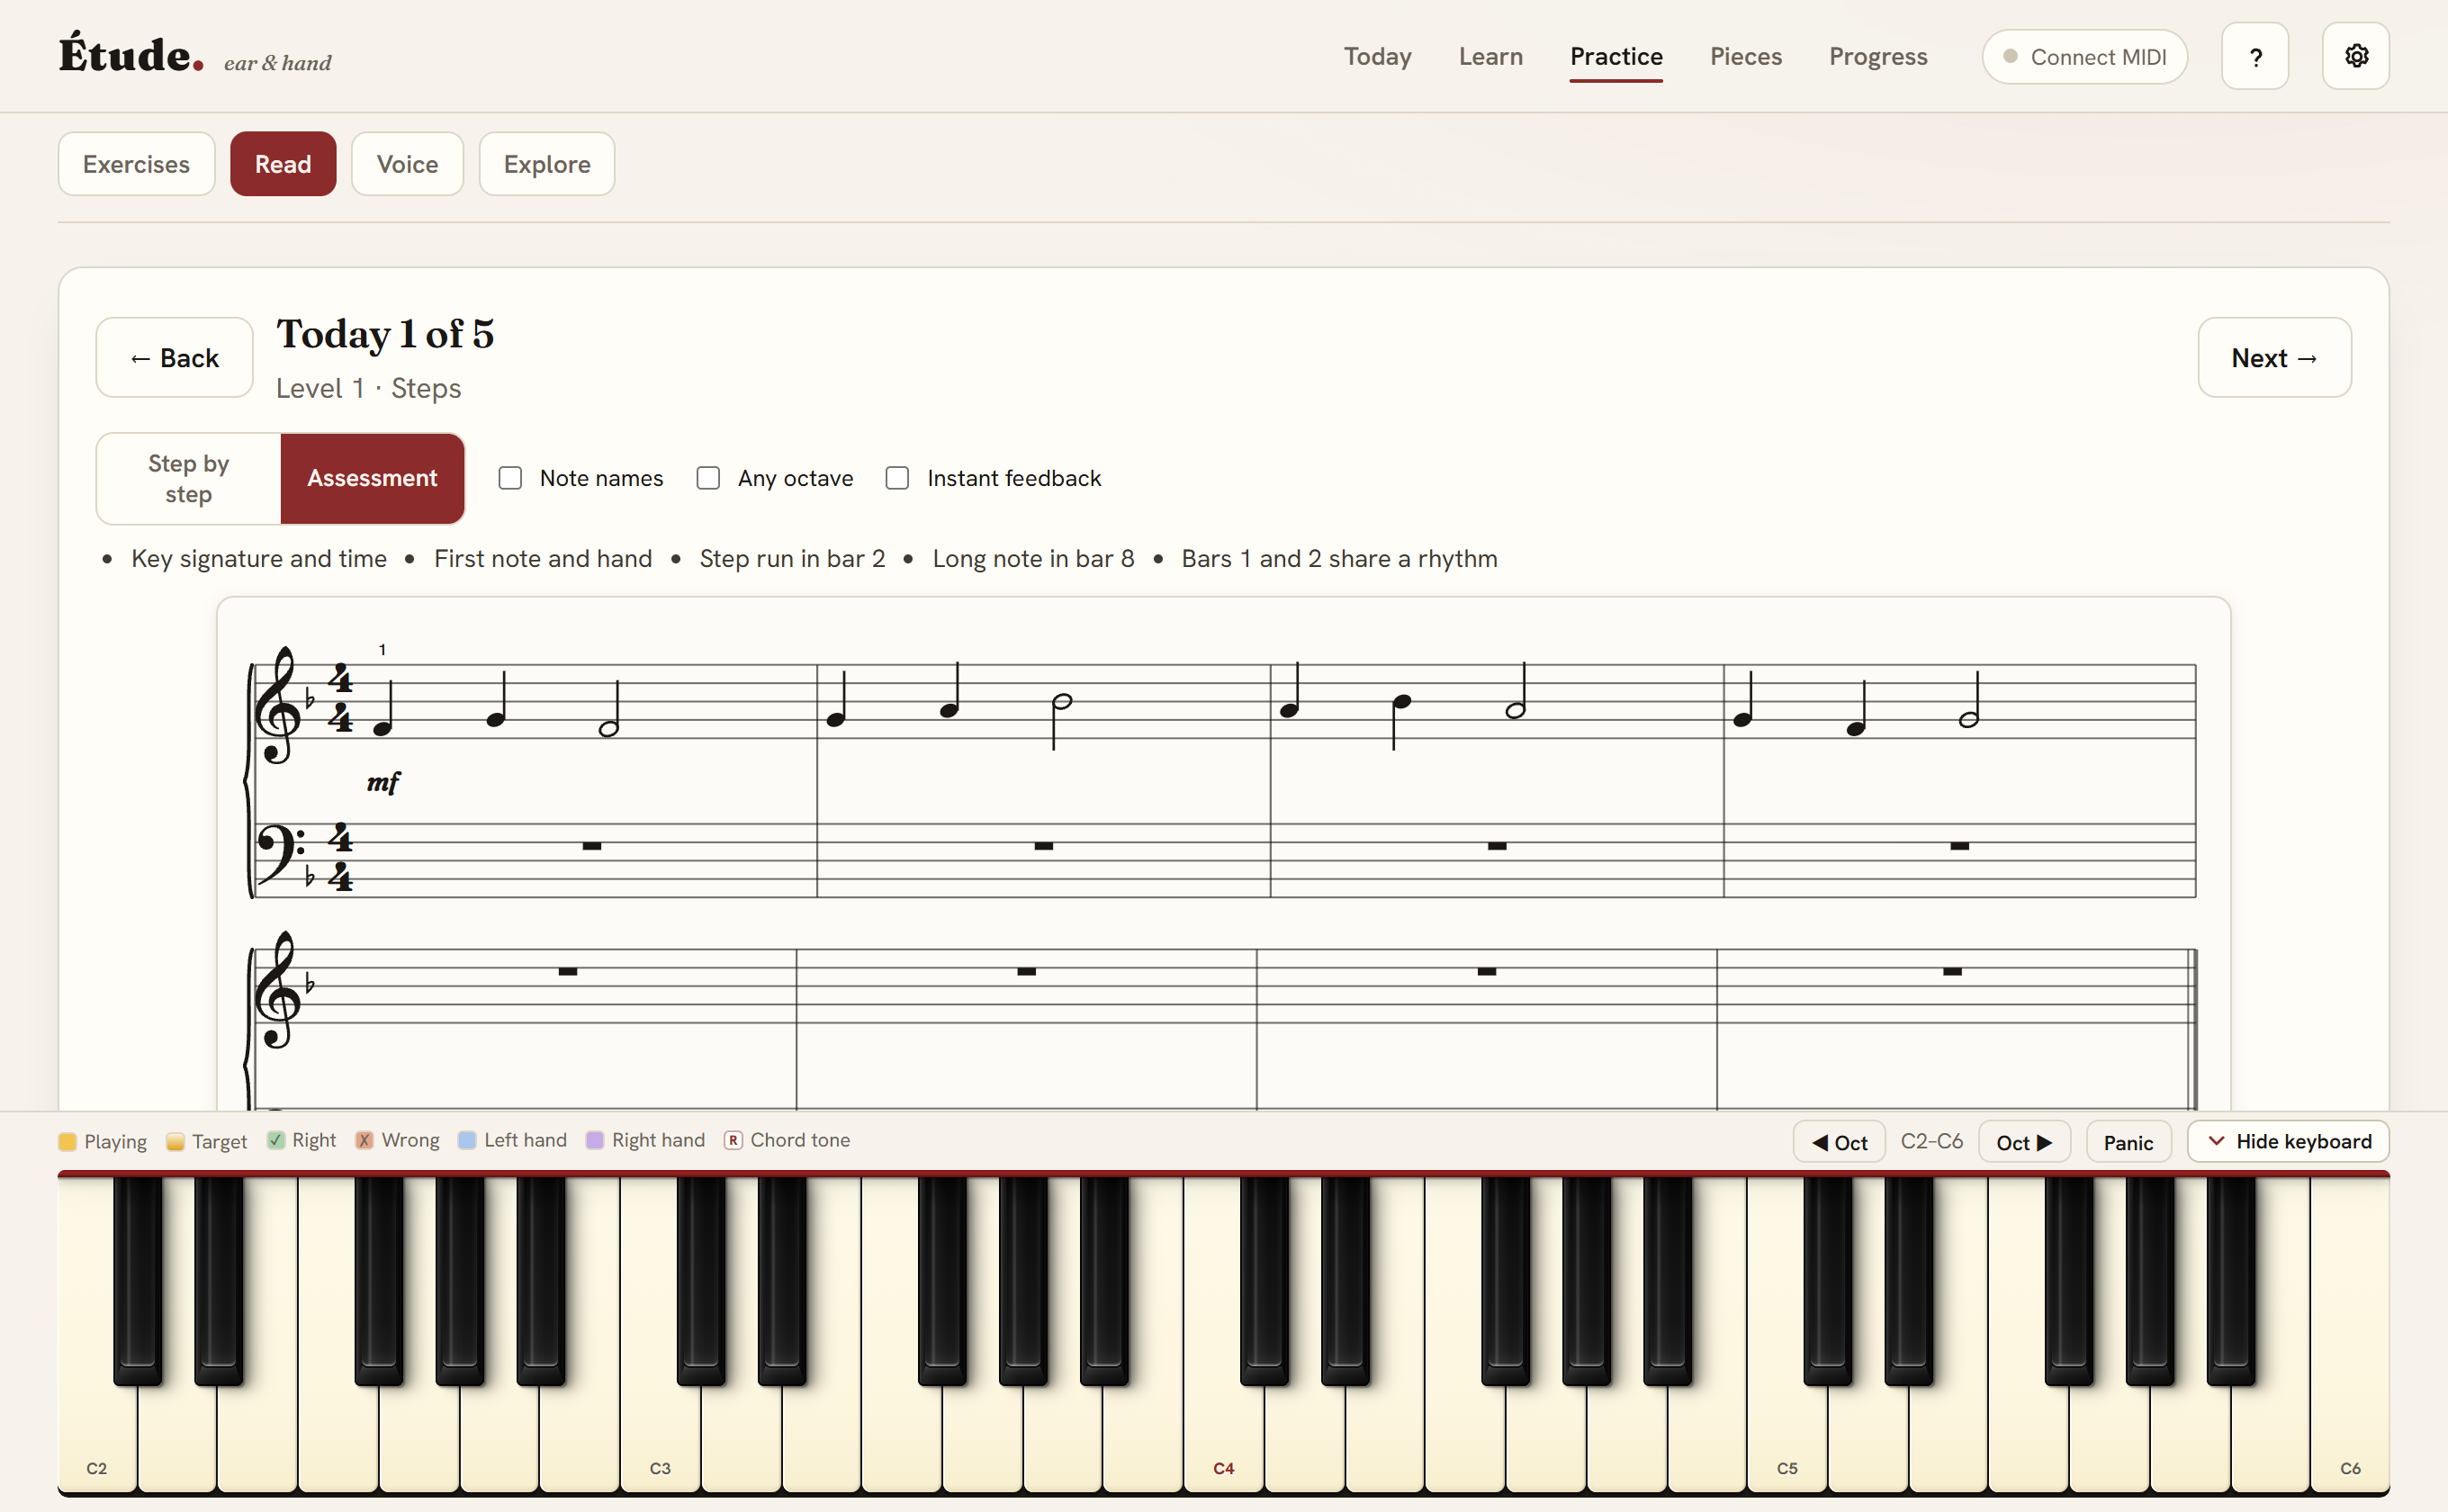 Étude. ear & hand
Today Learn Practice Pieces Progress Connect MIDI ?
Exercises Read Voice Explore
← Back
Today 1 of 5
Level 1 · Steps
Next →
Step by
step
Assessment
Note names Any octave Instant feedback
• Key signature and time • First note and hand • Step run in bar 2 • Long note in bar 8 • Bars 1 and 2 share a rhythm
1
4
4
mf
4
4
Playing Target ✓ Right X Wrong Left hand Right hand R Chord tone
◀ Oct C2–C6 Oct ▶ Panic Hide keyboard
C2 C3 C4 C5 C6